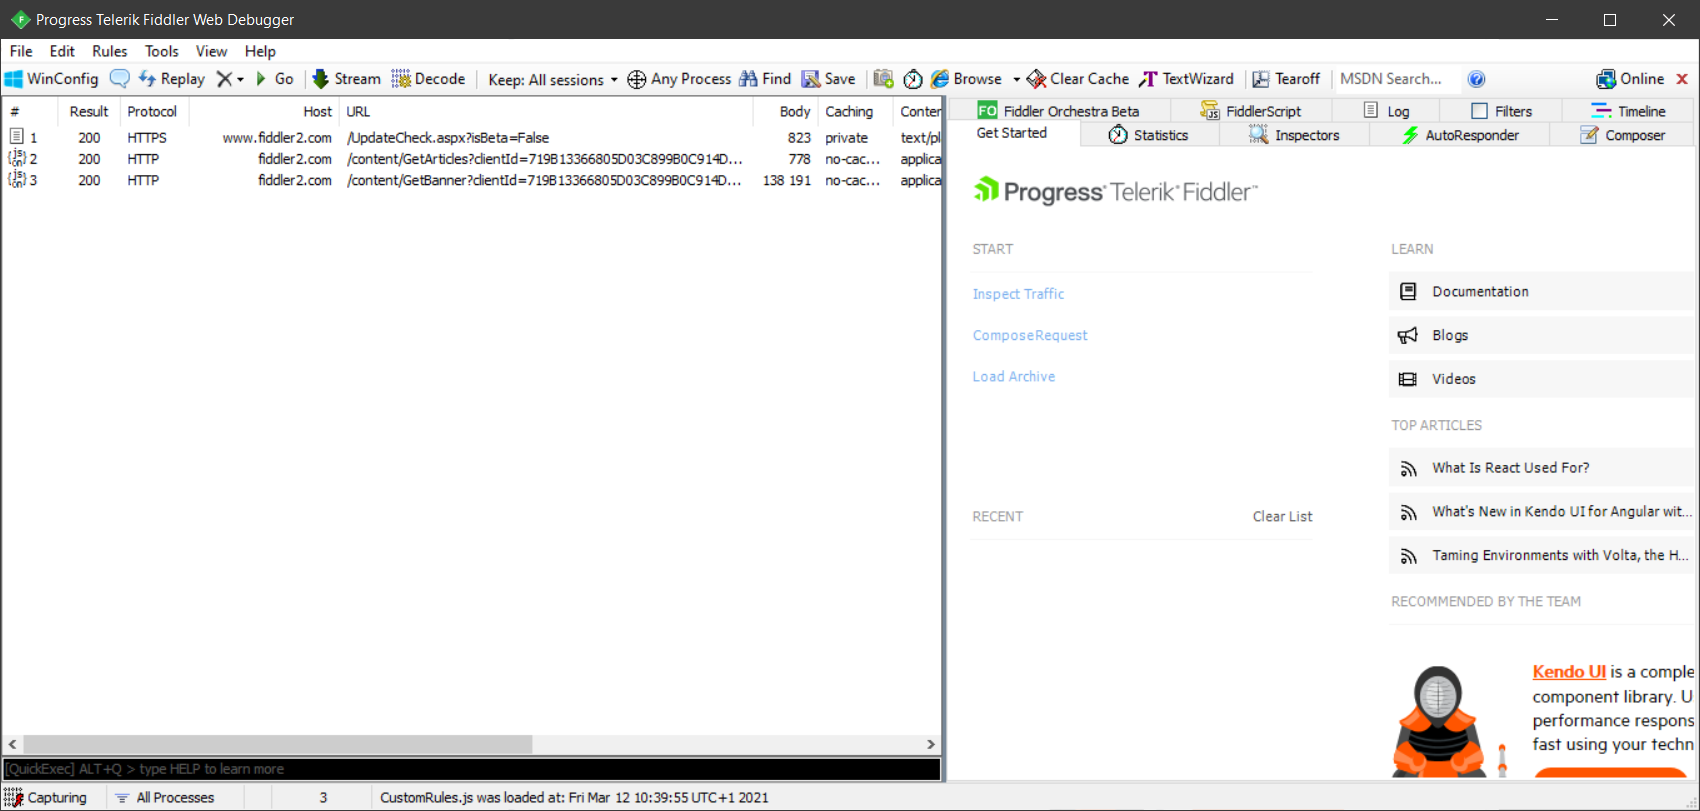 Progress Telerik Fiddler Web Debugger
File Edit Rules Tools View Help
WinConfig Replay Go Stream Decode Keep: All sessions Any Process Find Save Browse Clear Cache TextWizard Tearoff MSDN Search... Online
# Result Protocol Host URL Body Caching Conten
1 200 HTTPS www.fiddler2.com /UpdateCheck.aspx?isBeta=False 823 private text/pl
2 200 HTTP fiddler2.com /content/GetArticles?clientId=719B13366805D03C899B0C914D... 778 no-cac... applica
3 200 HTTP fiddler2.com /content/GetBanner?clientId=719B13366805D03C899B0C914D... 138 191 no-cac... applica
[QuickExec] ALT+Q > type HELP to learn more
FO Fiddler Orchestra Beta FiddlerScript Log Filters Timeline
Get Started Statistics Inspectors AutoResponder Composer
Progress® Telerik® Fiddler™
START
Inspect Traffic
Compose Request
Load Archive
RECENT Clear List
LEARN
Documentation
Blogs
Videos
TOP ARTICLES
What Is React Used For?
What's New in Kendo UI for Angular wit...
Taming Environments with Volta, the H...
RECOMMENDED BY THE TEAM
Kendo UI is a comple
component library. U
performance respons
fast using your techn
Capturing All Processes 3 CustomRules.js was loaded at: Fri Mar 12 10:39:55 UTC+1 2021